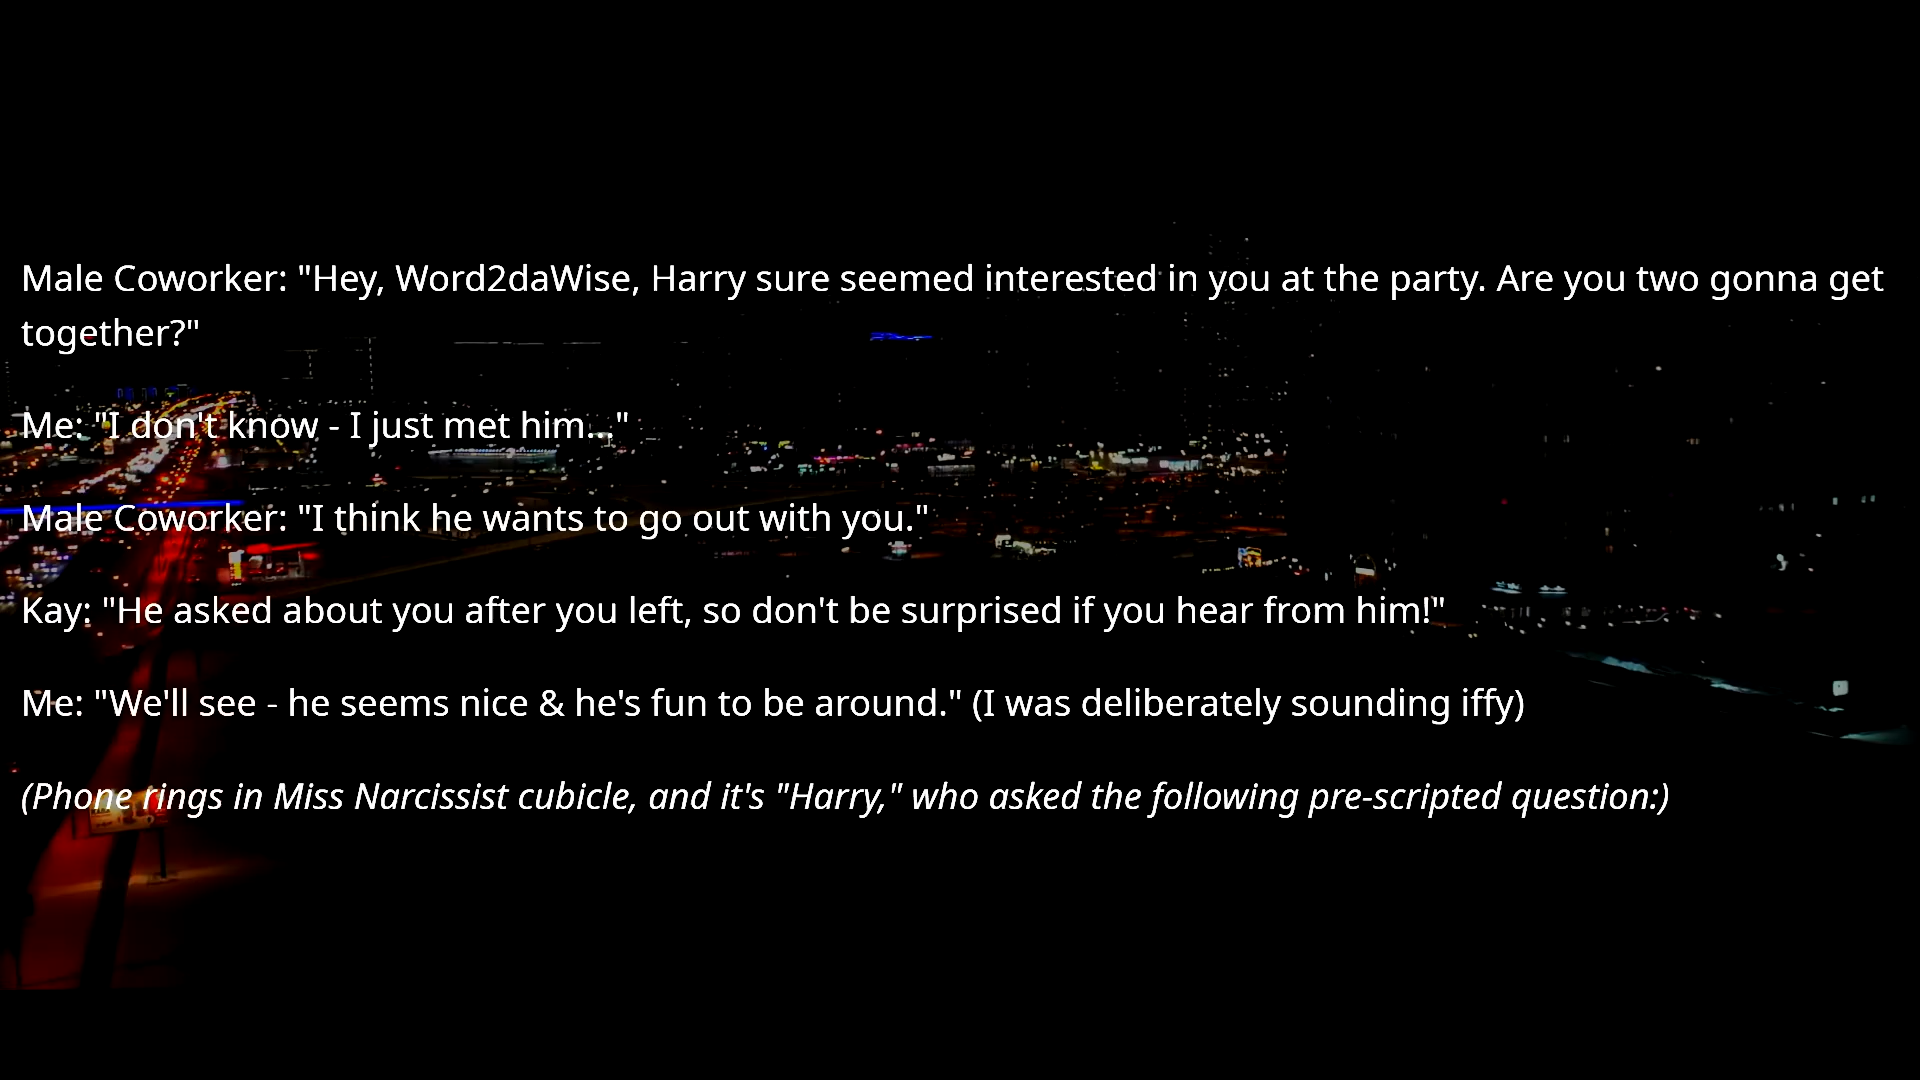 Male Coworker: "Hey, Word2daWise, Harry sure seemed interested in you at the party. Are you two gonna get
together?"
Me: "I don't know - I just met him..."
Male Coworker: "I think he wants to go out with you."
Kay: "He asked about you after you left, so don't be surprised if you hear from him!"
Me: "We'll see - he seems nice & he's fun to be around." (I was deliberately sounding iffy)
(Phone rings in Miss Narcissist cubicle, and it's "Harry," who asked the following pre-scripted question:)